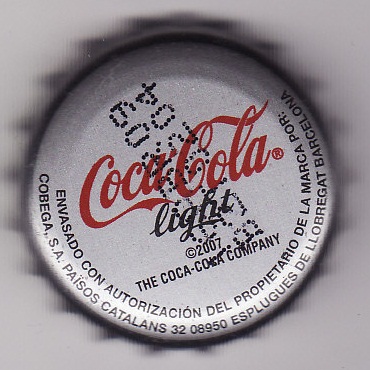 Coca-Cola®
light
©2007
THE COCA-COLA COMPANY
ENVASADO CON AUTORIZACIÓN DEL PROPIETARIO DE LA MARCA POR:
COBEGA, S.A. PAÏSOS CATALANS 32 08950 ESPLUGUES DE LLOBREGAT BARCELONA